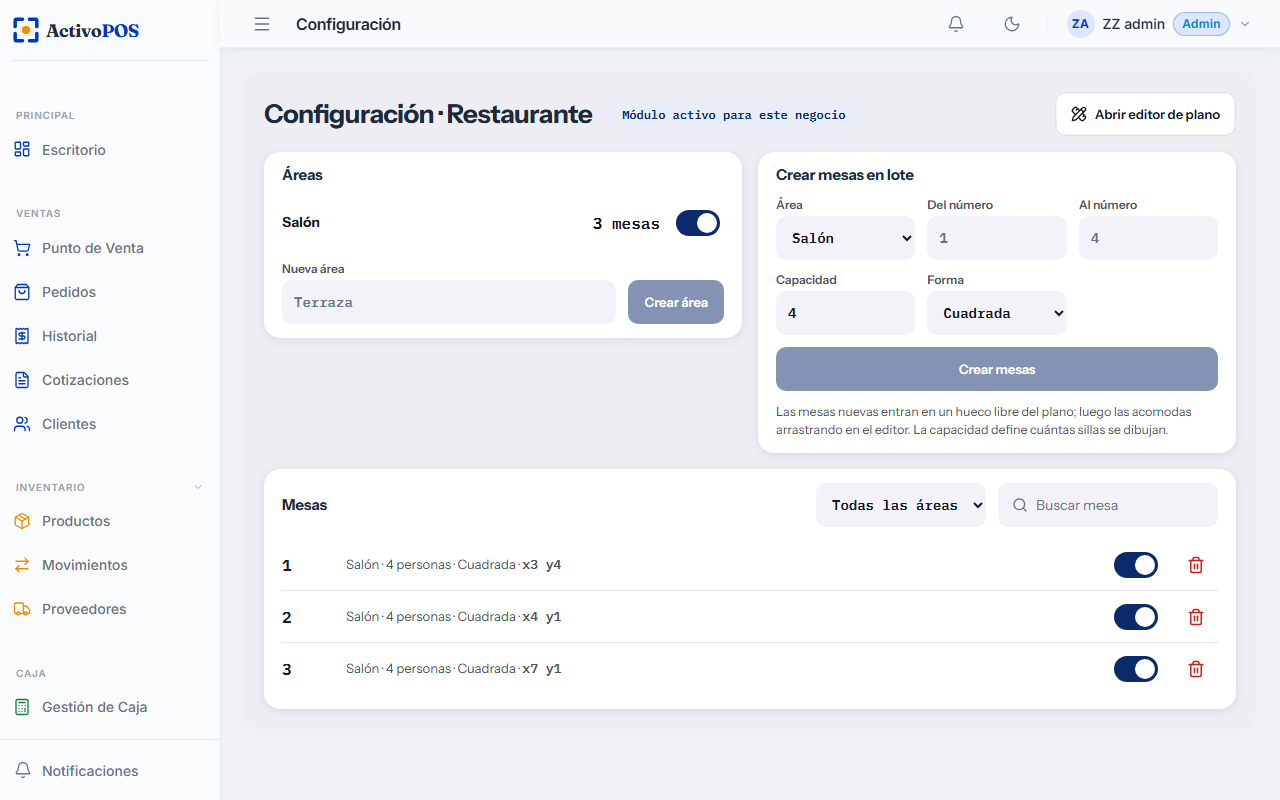 ActivoPOS
PRINCIPAL
Escritorio
VENTAS
Punto de Venta
Pedidos
Historial
Cotizaciones
Clientes
INVENTARIO
Productos
Movimientos
Proveedores
CAJA
Gestión de Caja
Notificaciones
Configuración
ZA ZZ admin Admin
Configuración · Restaurante Módulo activo para este negocio Abrir editor de plano
Áreas
Salón 3 mesas
Nueva área
Terraza Crear área
Crear mesas en lote
Área Del número Al número
Salón 1 4
Capacidad Forma
4 Cuadrada
Crear mesas
Las mesas nuevas entran en un hueco libre del plano; luego las acomodas
arrastrando en el editor. La capacidad define cuántas sillas se dibujan.
Mesas Todas las áreas Buscar mesa
1 Salón · 4 personas · Cuadrada · x3 y4
2 Salón · 4 personas · Cuadrada · x4 y1
3 Salón · 4 personas · Cuadrada · x7 y1